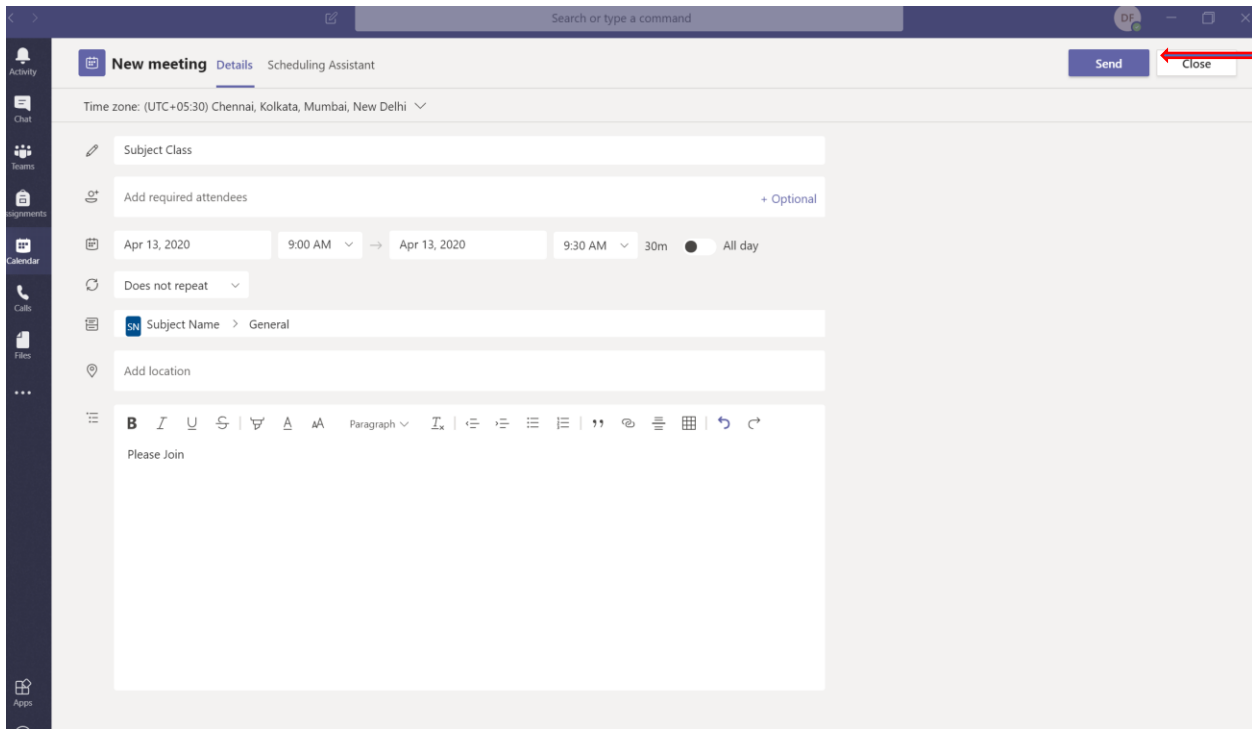 Search or type a command
DF
Activity
Chat
Teams
ssignments
Calendar
Calls
Files
Apps
New meeting Details Scheduling Assistant
Send Close
Time zone: (UTC+05:30) Chennai, Kolkata, Mumbai, New Delhi
Subject Class
Add required attendees + Optional
Apr 13, 2020 9:00 AM → Apr 13, 2020 9:30 AM 30m All day
Does not repeat
SN Subject Name > General
Add location
B I U S A AA Paragraph Tx
Please Join